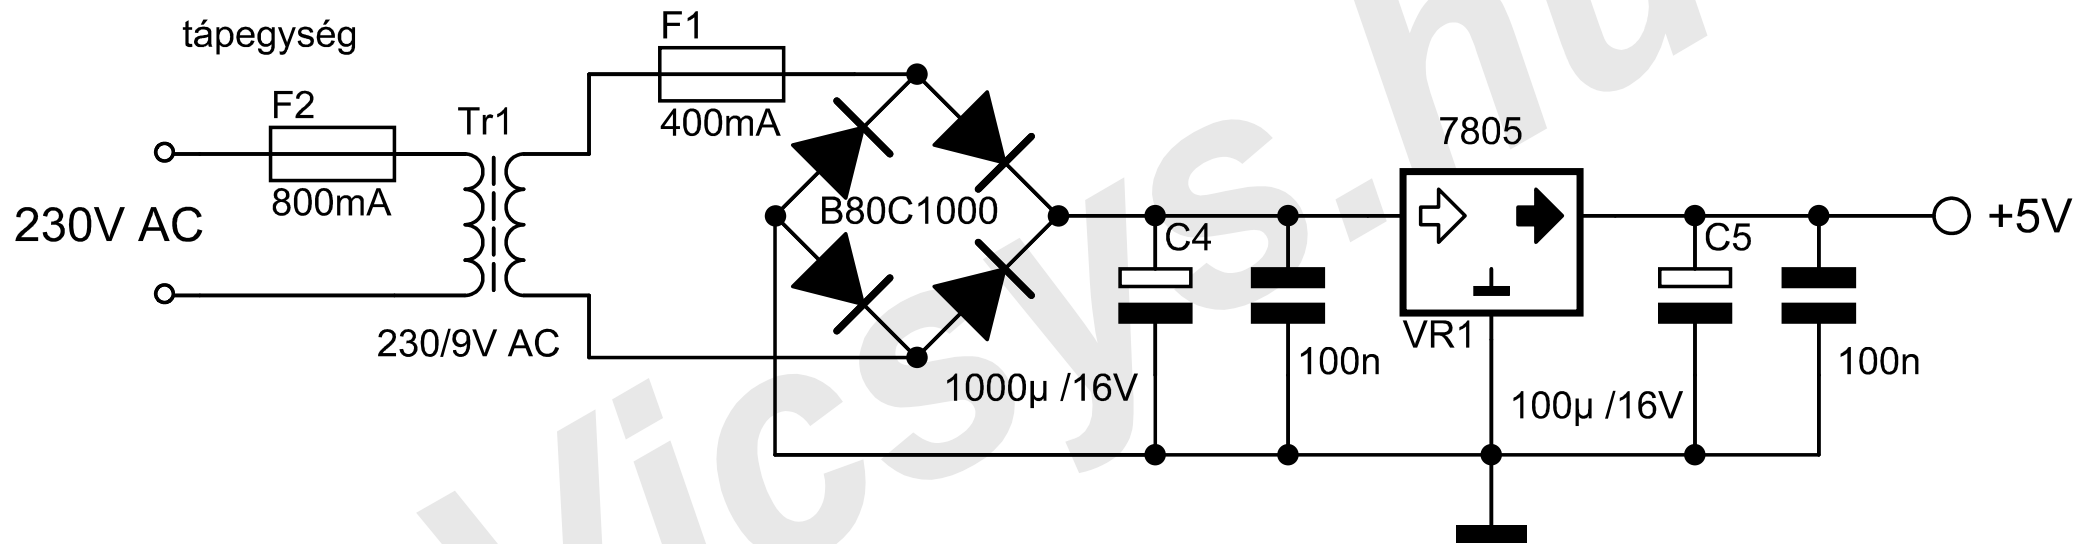 tápegység
F1
400mA
F2
800mA
Tr1
230V AC
230/9V AC
B80C1000
C4
1000µ /16V
100n
7805
VR1
C5
100µ /16V
100n
+5V
vicsys.hu